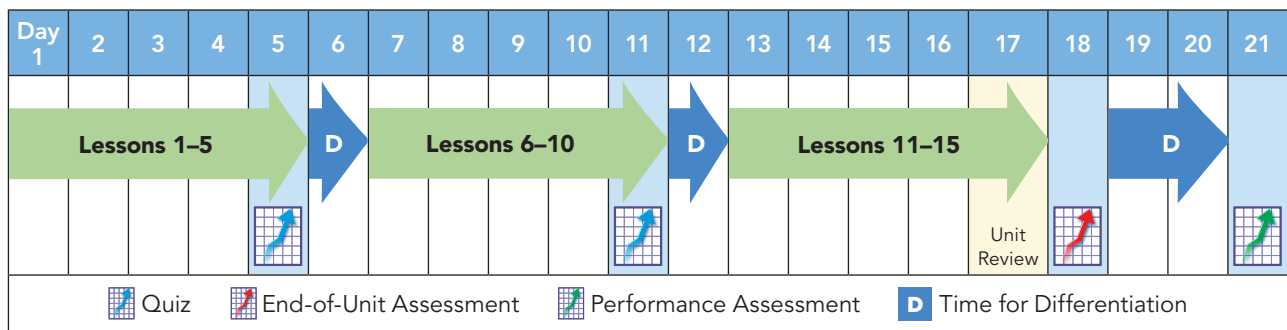 Day 1 2 3 4 5 6 7 8 9 10 11 12 13 14 15 16 17 18 19 20 21
Lessons 1–5 D Lessons 6–10 D Lessons 11–15 D
Unit
Review
Quiz End-of-Unit Assessment Performance Assessment D Time for Differentiation